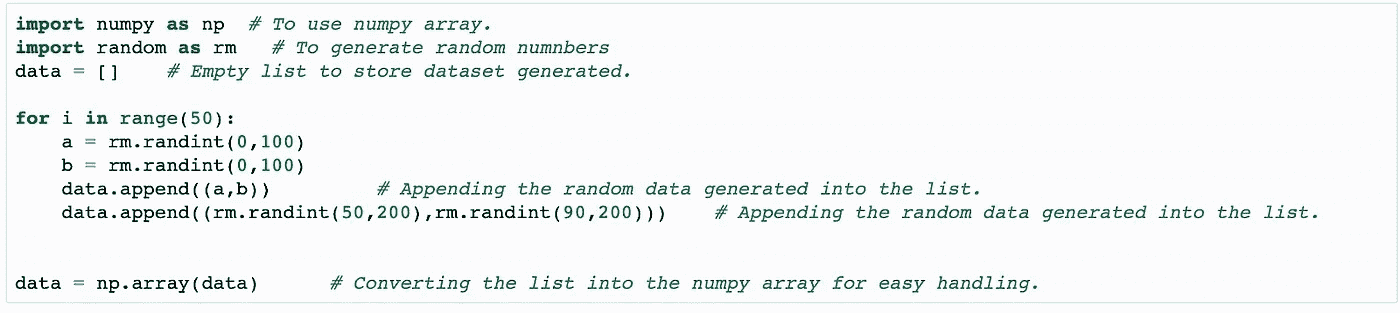 import numpy as np  # To use numpy array.
import random as rm   # To generate random numnbers
data = []    # Empty list to store dataset generated.
for i in range(50):
    a = rm.randint(0,100)
    b = rm.randint(0,100)
    data.append((a,b))         # Appending the random data generated into the list.
    data.append((rm.randint(50,200),rm.randint(90,200)))    # Appending the random data generated into the list.
data = np.array(data)      # Converting the list into the numpy array for easy handling.